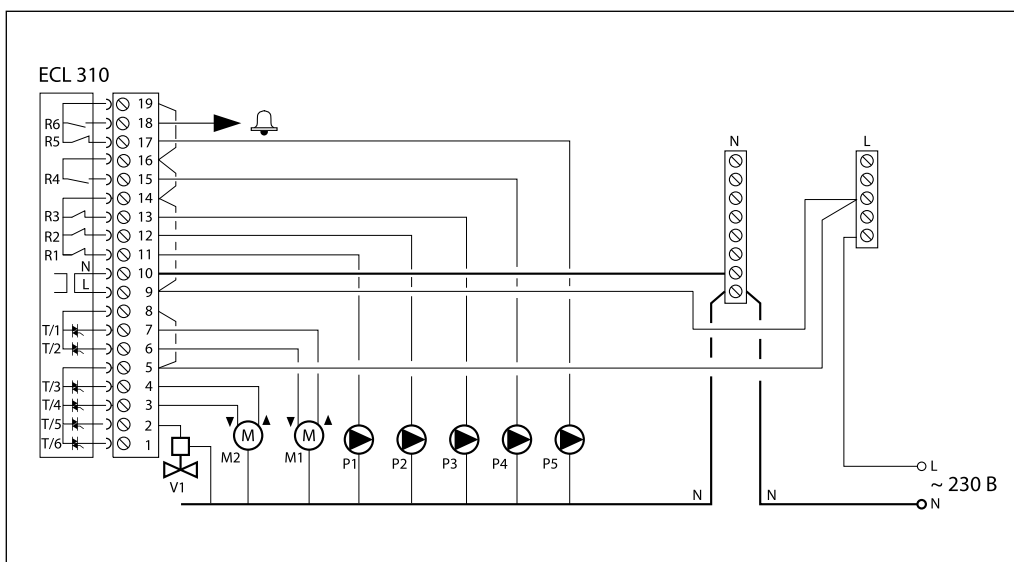 ECL 310
19
R6 18
R5 17
16
R4 15
14
R3 13
R2 12
R1 11
N 10
L 9
8
T/1 7
T/2 6
5
T/3 4
T/4 3
T/5 2
T/6 1
N
L
M
M
V1
M2
M1
P1
P2
P3
P4
P5
N
N
L
~ 230 В
N